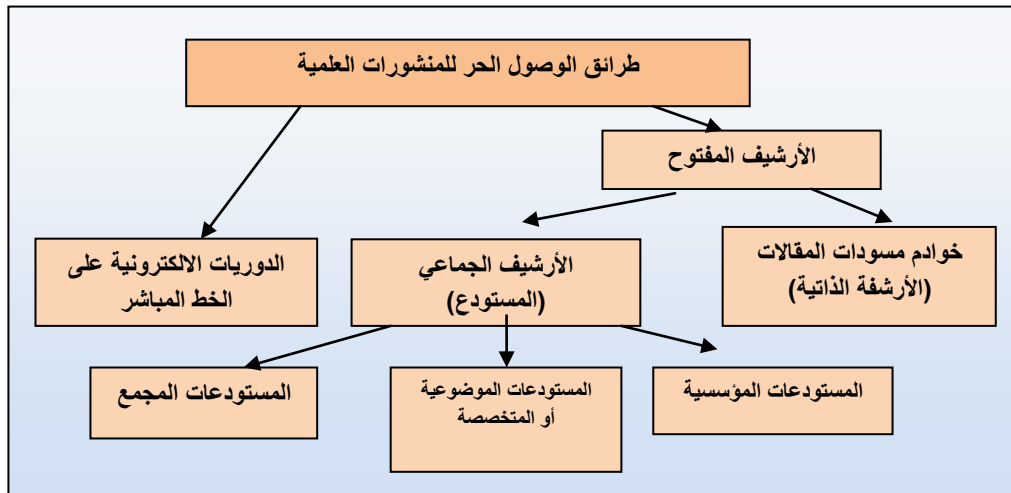 طرائق الوصول الحر للمنشورات العلمية
الأرشيف المفتوح
خوادم مسودات المقالات
(الأرشفة الذاتية)
الأرشيف الجماعي
(المستودع)
الدوريات الالكترونية على
الخط المباشر
المستودعات المؤسسية
المستودعات الموضوعية
أو المتخصصة
المستودعات المجمع